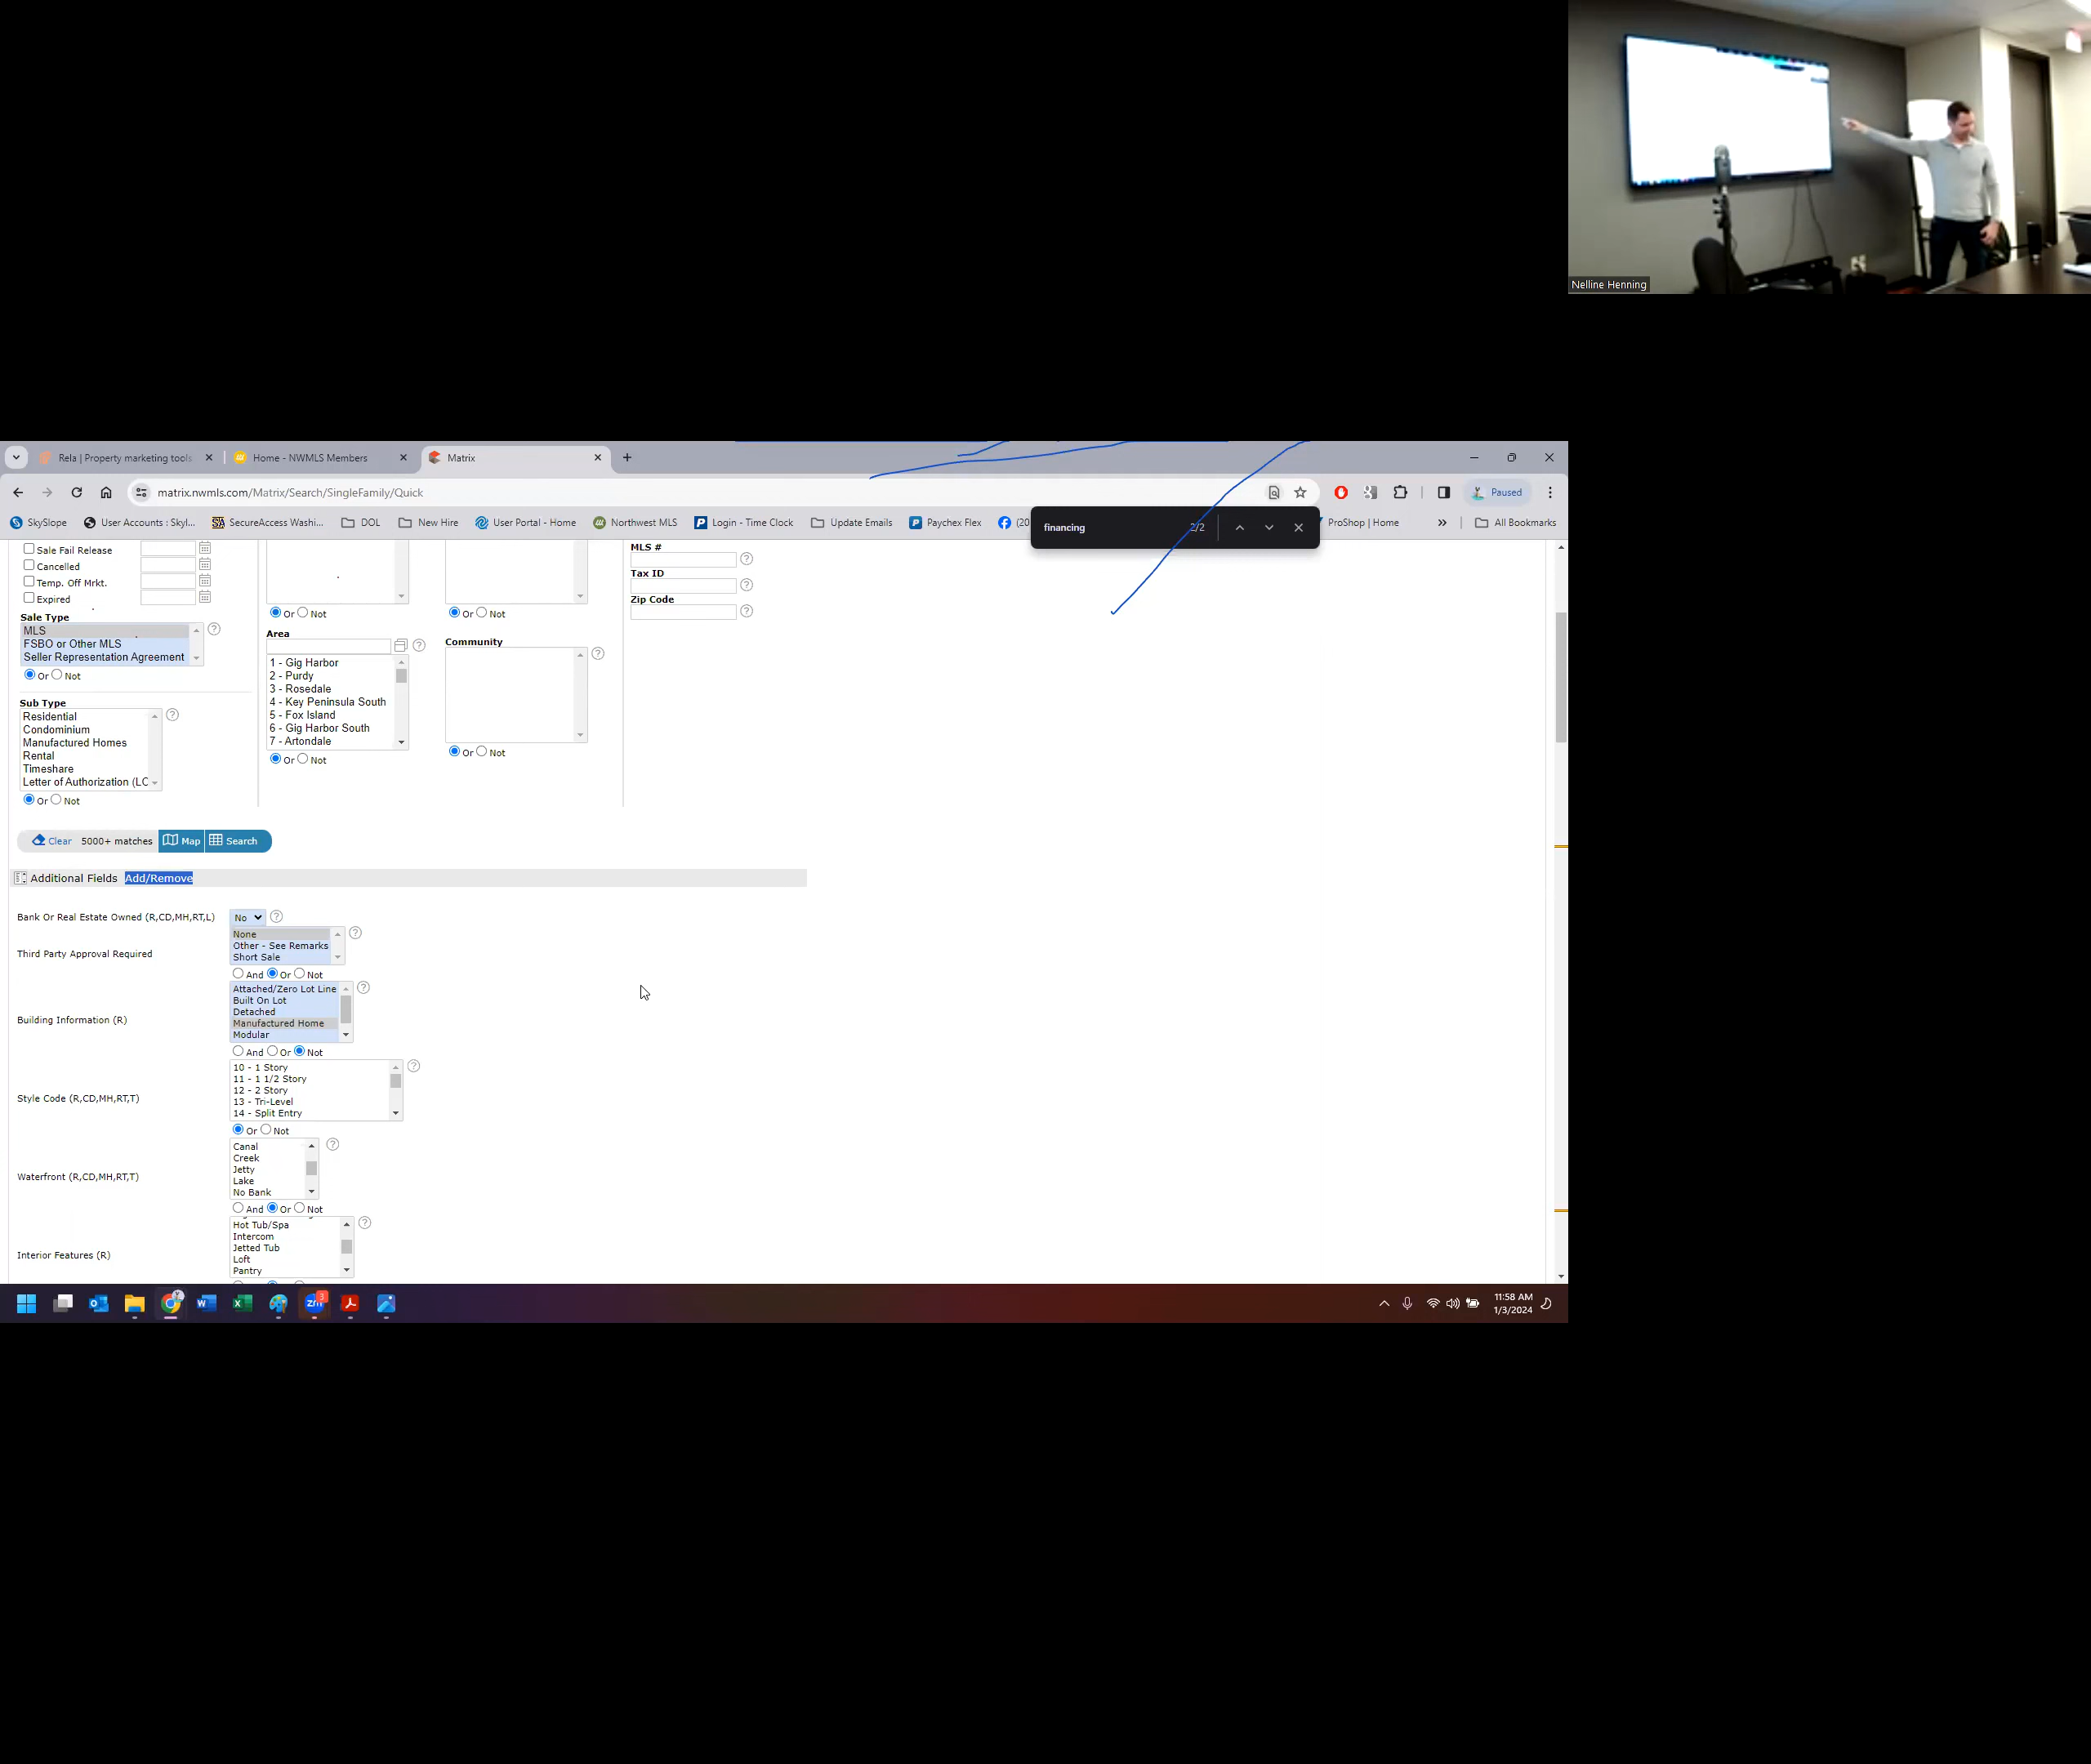 Nelline Henning
Rela | Property marketing tools
Home - NWMLS Members
Matrix
matrix.nwmls.com/Matrix/Search/SingleFamily/Quick
Paused
SkySlope
User Accounts : Skyl...
SecureAccess Washi...
DOL
New Hire
User Portal - Home
Northwest MLS
Login - Time Clock
Update Emails
Paychex Flex
(20
ProShop | Home
»
All Bookmarks
financing
2/2
Sale Fail Release
Cancelled
Temp. Off Mrkt.
Expired
Sale Type
MLS
FSBO or Other MLS
Seller Representation Agreement
Or Not
Sub Type
Residential
Condominium
Manufactured Homes
Rental
Timeshare
Letter of Authorization (LO
Or Not
Or Not
Area
1 - Gig Harbor
2 - Purdy
3 - Rosedale
4 - Key Peninsula South
5 - Fox Island
6 - Gig Harbor South
7 - Artondale
Or Not
Or Not
Community
Or Not
MLS #
Tax ID
Zip Code
Clear 5000+ matches Map Search
Additional Fields Add/Remove
Bank Or Real Estate Owned (R,CD,MH,RT,L)
No
Third Party Approval Required
None
Other - See Remarks
Short Sale
And Or Not
Building Information (R)
Attached/Zero Lot Line
Built On Lot
Detached
Manufactured Home
Modular
And Or Not
Style Code (R,CD,MH,RT,T)
10 - 1 Story
11 - 1 1/2 Story
12 - 2 Story
13 - Tri-Level
14 - Split Entry
Or Not
Waterfront (R,CD,MH,RT,T)
Canal
Creek
Jetty
Lake
No Bank
And Or Not
Interior Features (R)
Hot Tub/Spa
Intercom
Jetted Tub
Loft
Pantry
11:58 AM
1/3/2024